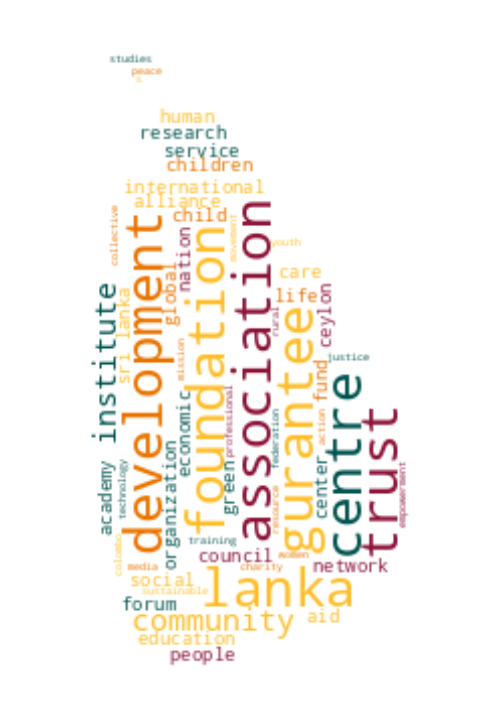 studies
peace
s.
human
research
service
children
international
alliance
child
collective
movement
nation
youth
global
care
life
ceylon
rural
sri lanka
institute
development
foundation
association
gurantee
mission
justice
fund
centre
trust
professional
economic
federation
action
organization
green
center
academy
technology
empowerment
resource
colombo
training
council
women
media
charity
network
social
sustainable
lanka
forum
community
aid
education
people